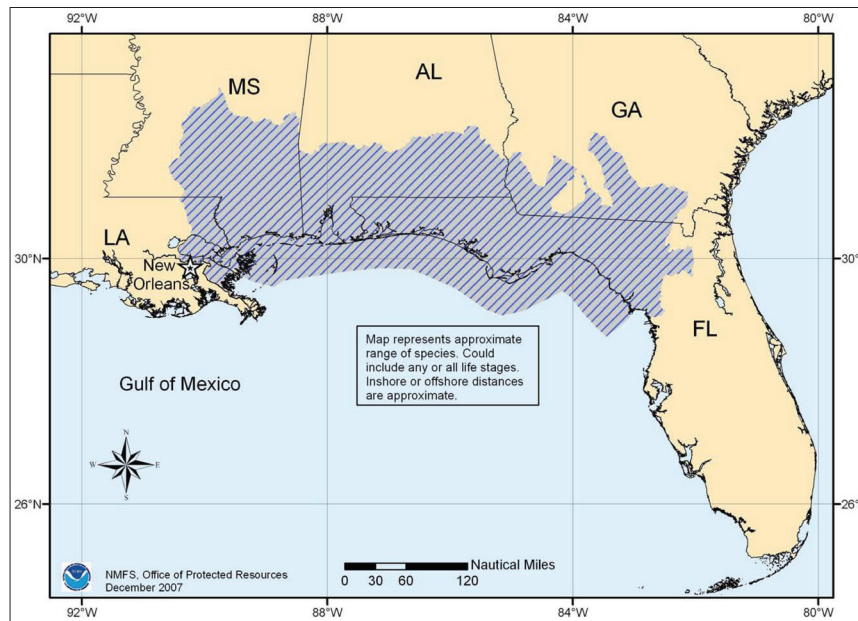 92°W 88°W 84°W 80°W
MS
AL
GA
30°N
30°
LA
New
Orleans
FL
Map represents approximate
range of species. Could
include any or all life stages.
Inshore or offshore distances
are approximate.
Gulf of Mexico
N
W E
S
26°N
26°
NMFS, Office of Protected Resources
December 2007
Nautical Miles
0 30 60 120
92°W 88°W 84°W 80°W